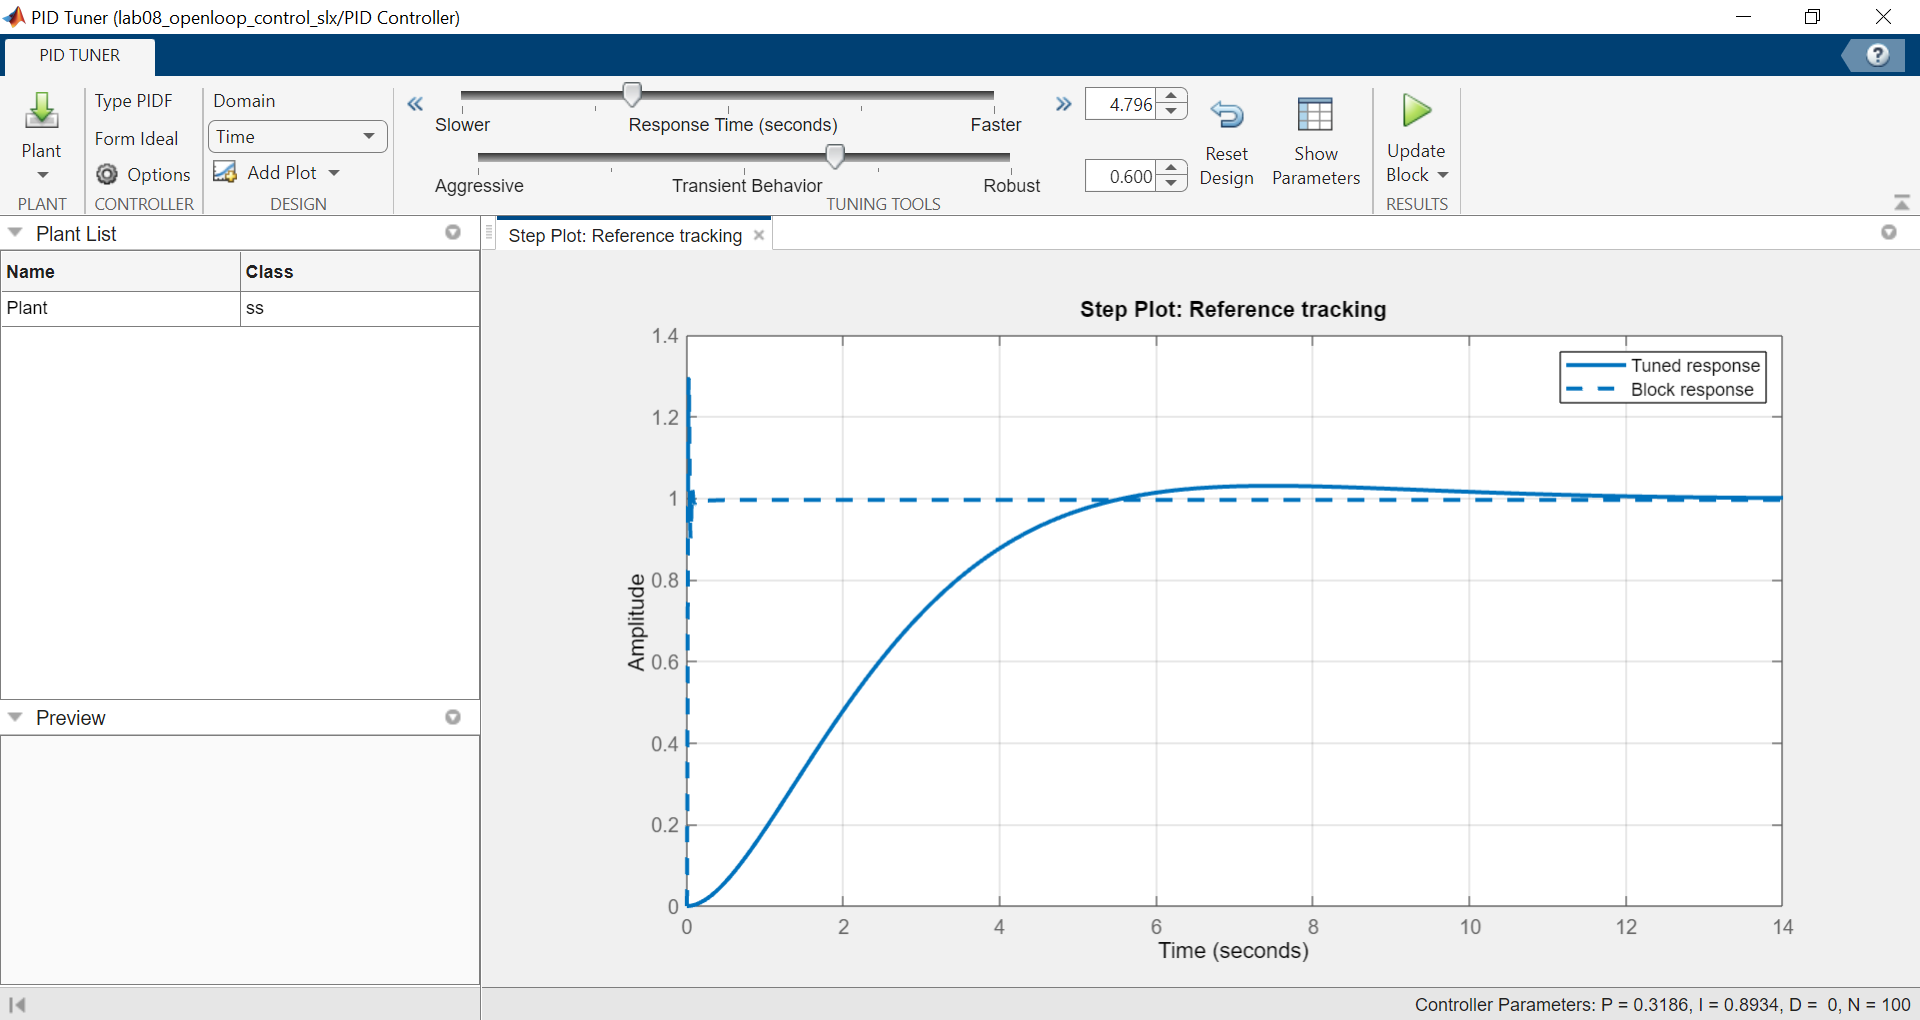 PID Tuner (lab08_openloop_control_slx/PID Controller)
PID TUNER
?
Plant
PLANT
Type PIDF
Form Ideal
Options
CONTROLLER
Domain
Time
Add Plot
DESIGN
Slower
Response Time (seconds)
Faster
4.796
Aggressive
Transient Behavior
Robust
0.600
TUNING TOOLS
Reset
Design
Show
Parameters
Update
Block
RESULTS
Plant List
Name Class
Plant ss
Preview
Step Plot: Reference tracking
Step Plot: Reference tracking
Tuned response
Block response
Amplitude
1.4
1.2
1
0.8
0.6
0.4
0.2
0
0 2 4 6 8 10 12 14
Time (seconds)
Controller Parameters: P = 0.3186, I = 0.8934, D = 0, N = 100